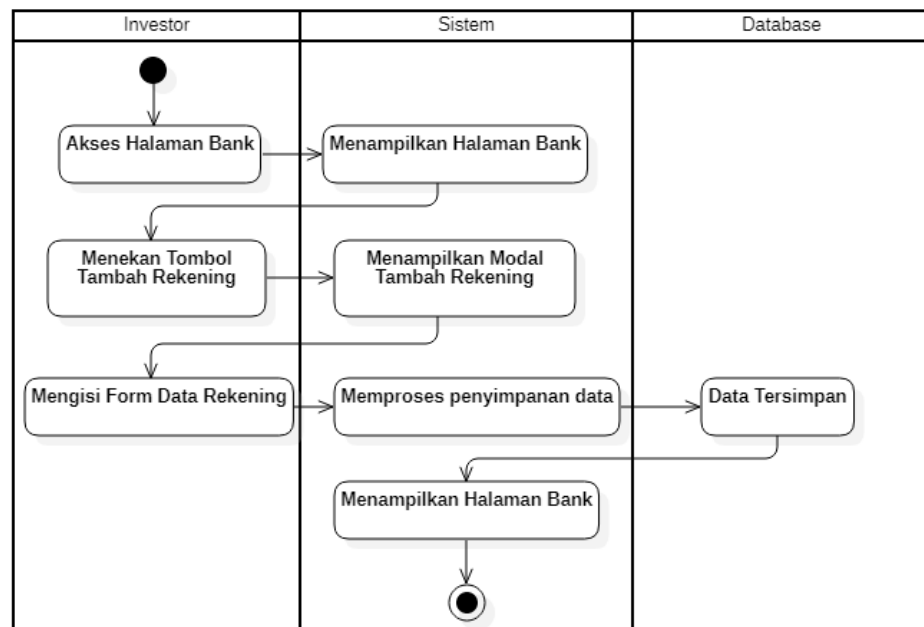 Investor
Sistem
Database
Akses Halaman Bank
Menampilkan Halaman Bank
Menekan Tombol
Tambah Rekening
Menampilkan Modal
Tambah Rekening
Mengisi Form Data Rekening
Memproses penyimpanan data
Data Tersimpan
Menampilkan Halaman Bank